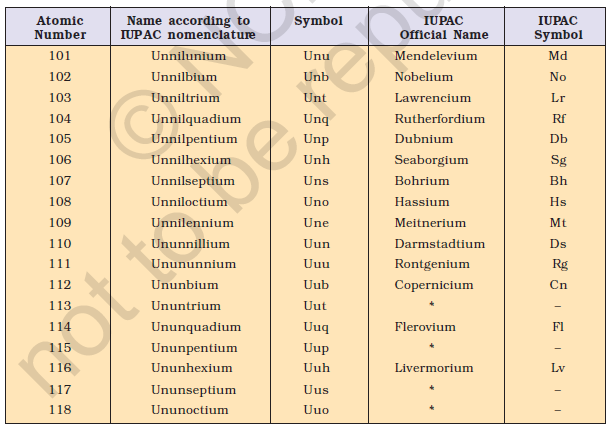 Atomic Number | Name according to IUPAC nomenclature | Symbol | IUPAC Official Name | IUPAC Symbol
101 Unnilunium Unu Mendelevium Md
102 Unnilbium Unb Nobelium No
103 Unniltrium Unt Lawrencium Lr
104 Unnilquadium Unq Rutherfordium Rf
105 Unnilpentium Unp Dubnium Db
106 Unnilhexium Unh Seaborgium Sg
107 Unnilseptium Uns Bohrium Bh
108 Unniloctium Uno Hassium Hs
109 Unnilennium Une Meitnerium Mt
110 Ununnillium Uun Darmstadtium Ds
111 Unununnium Uuu Rontgenium Rg
112 Ununbium Uub Copernicium Cn
113 Ununtrium Uut * –
114 Ununquadium Uuq Flerovium Fl
115 Ununpentium Uup * –
116 Ununhexium Uuh Livermorium Lv
117 Ununseptium Uus * –
118 Ununoctium Uuo * –
not to be repu
© NC